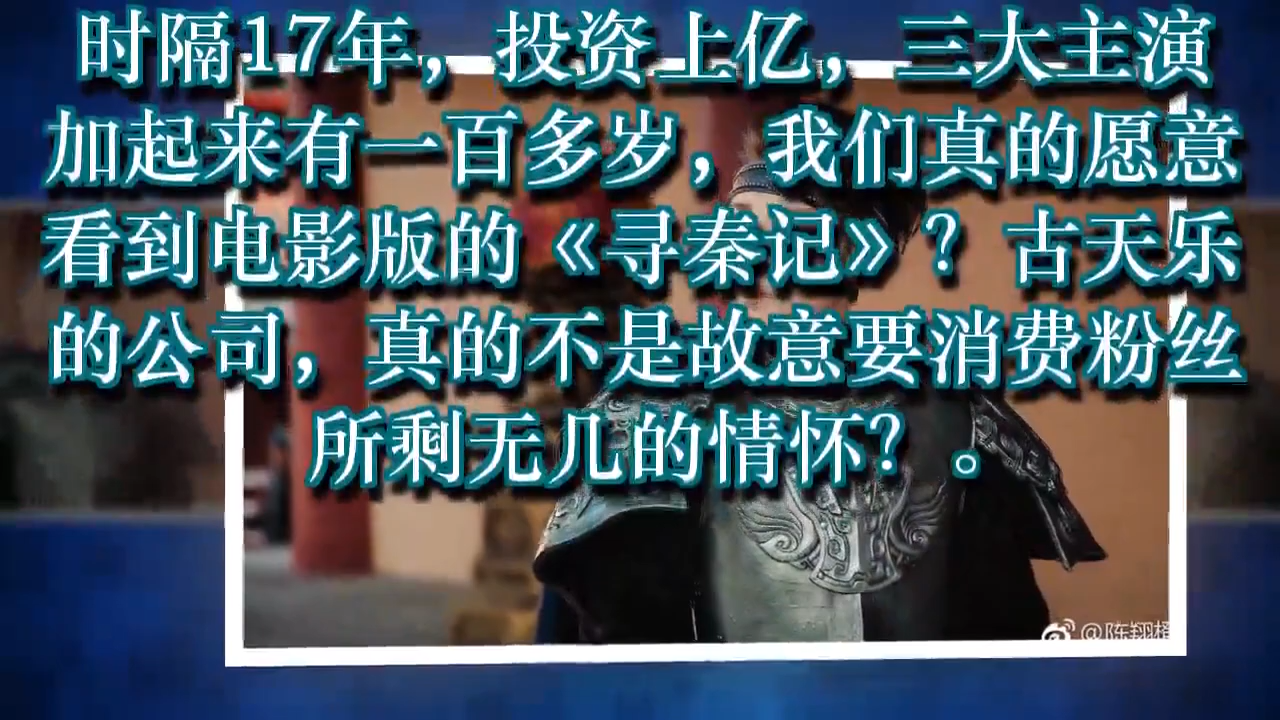 时隔17年，投资上亿，三大主演
加起来有一百多岁，我们真的愿意
看到电影版的《寻秦记》？古天乐
的公司，真的不是故意要消费粉丝
所剩无几的情怀？。
@陈翔